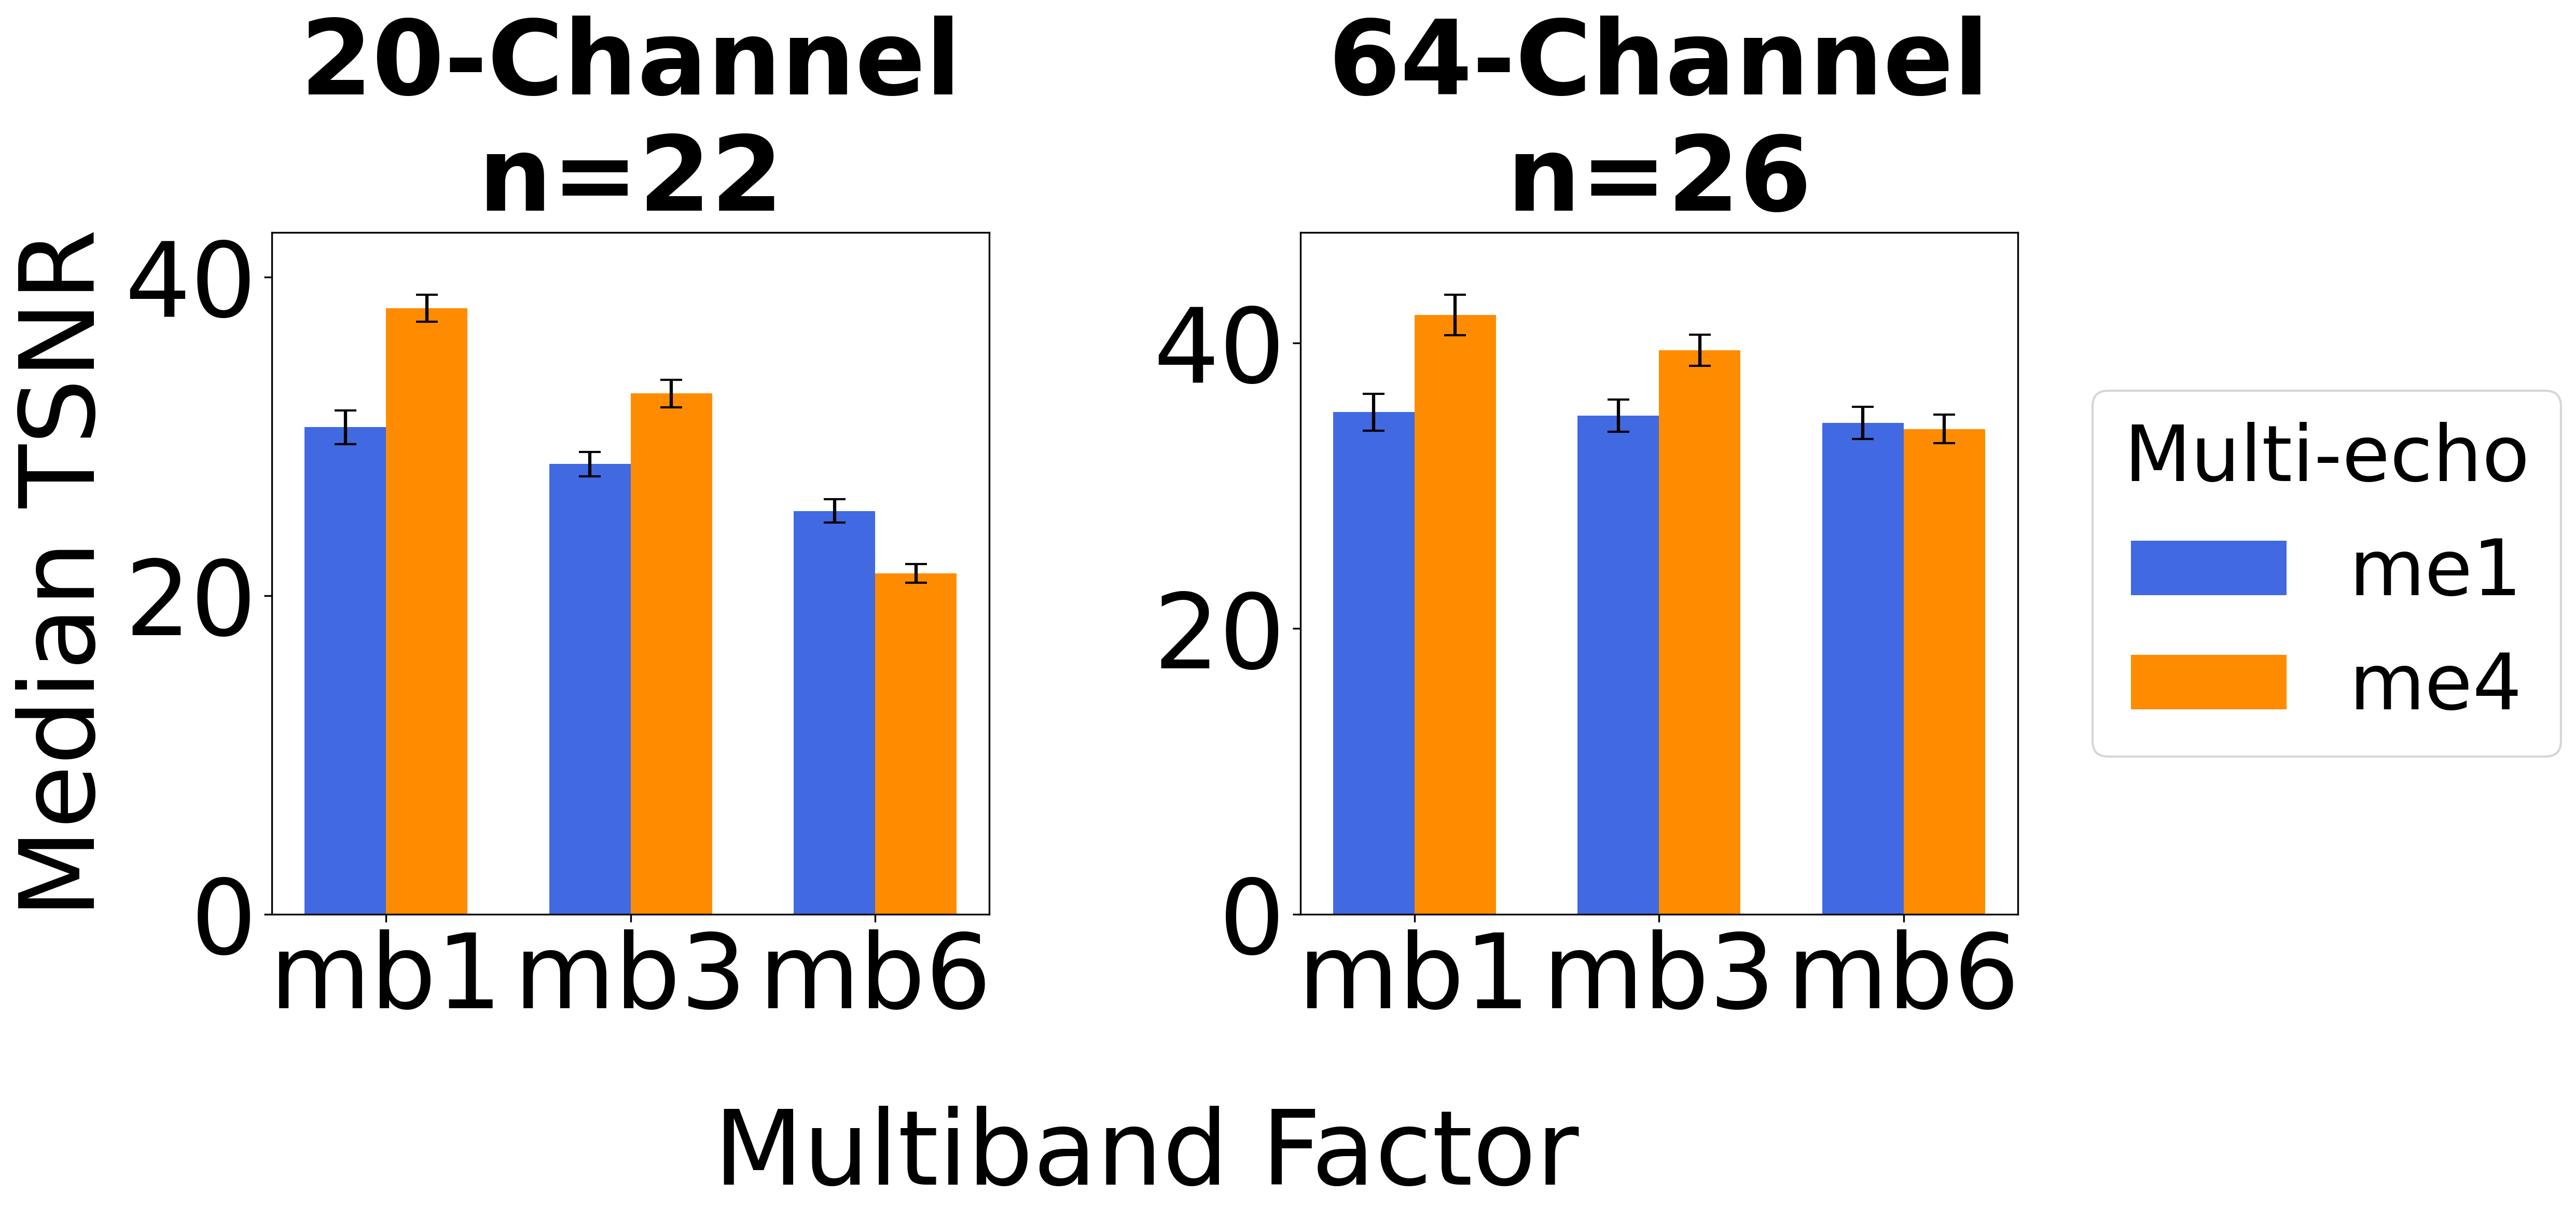 20-Channel
n=22
64-Channel
n=26
Median TSNR
40
20
0
mb1 mb3 mb6
40
20
0
mb1 mb3 mb6
Multiband Factor
Multi-echo
me1
me4